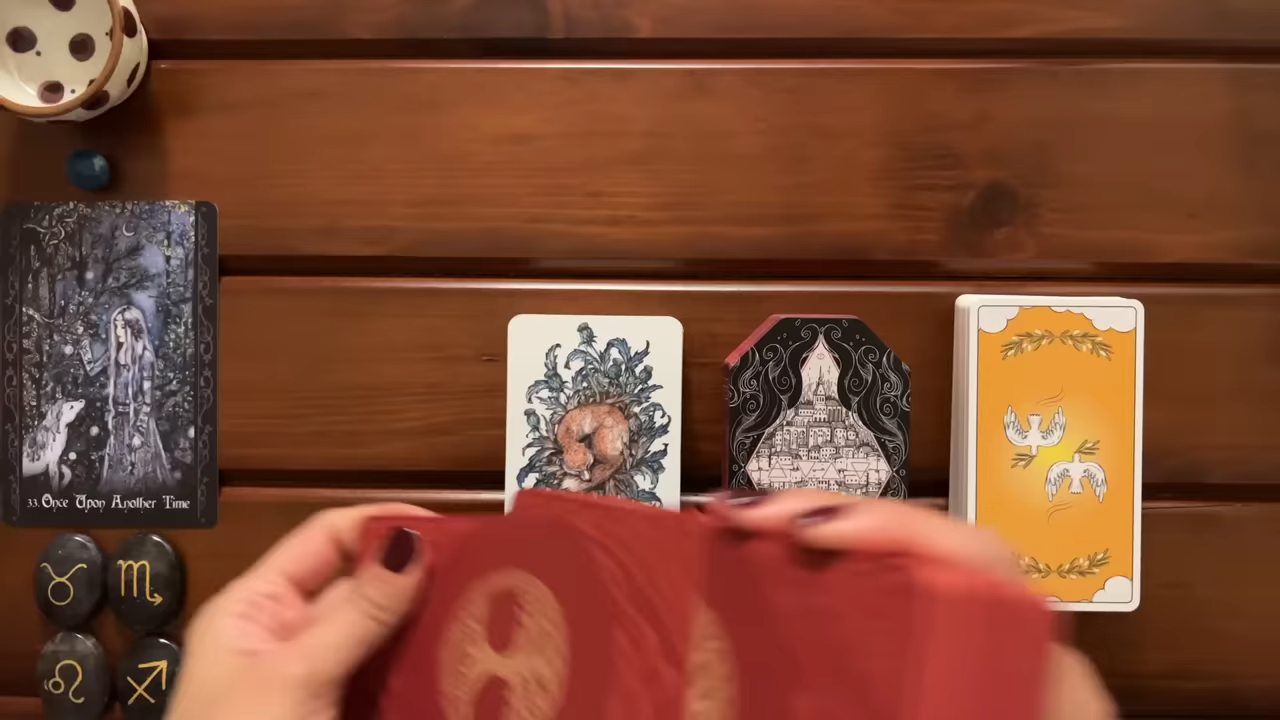 33. Once Upon Another Time
♉ ♏
♌ ♐